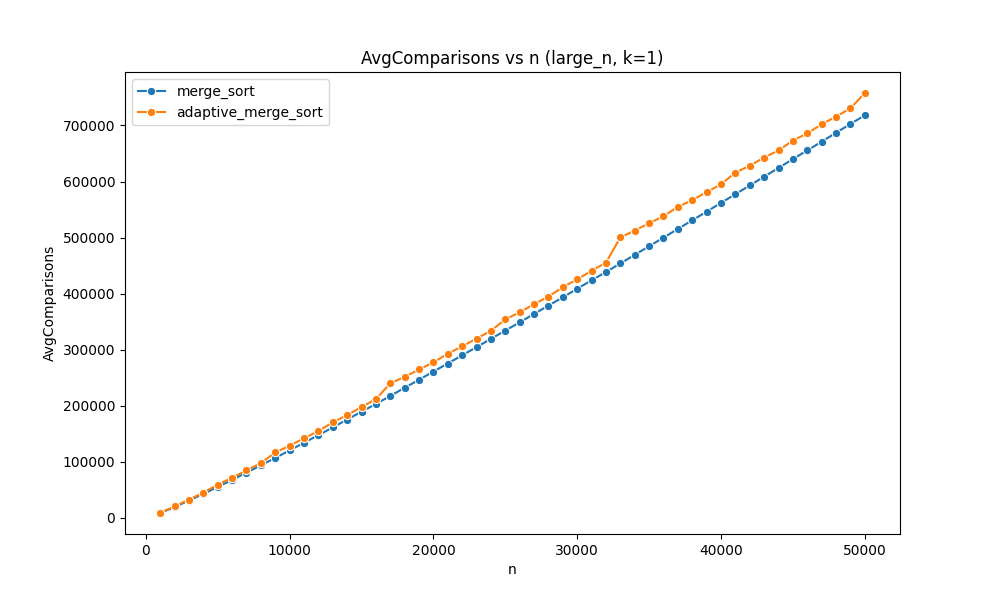 AvgComparisons vs n (large_n, k=1)
merge_sort
adaptive_merge_sort
AvgComparisons
700000
600000
500000
400000
300000
200000
100000
0
0 10000 20000 30000 40000 50000
n